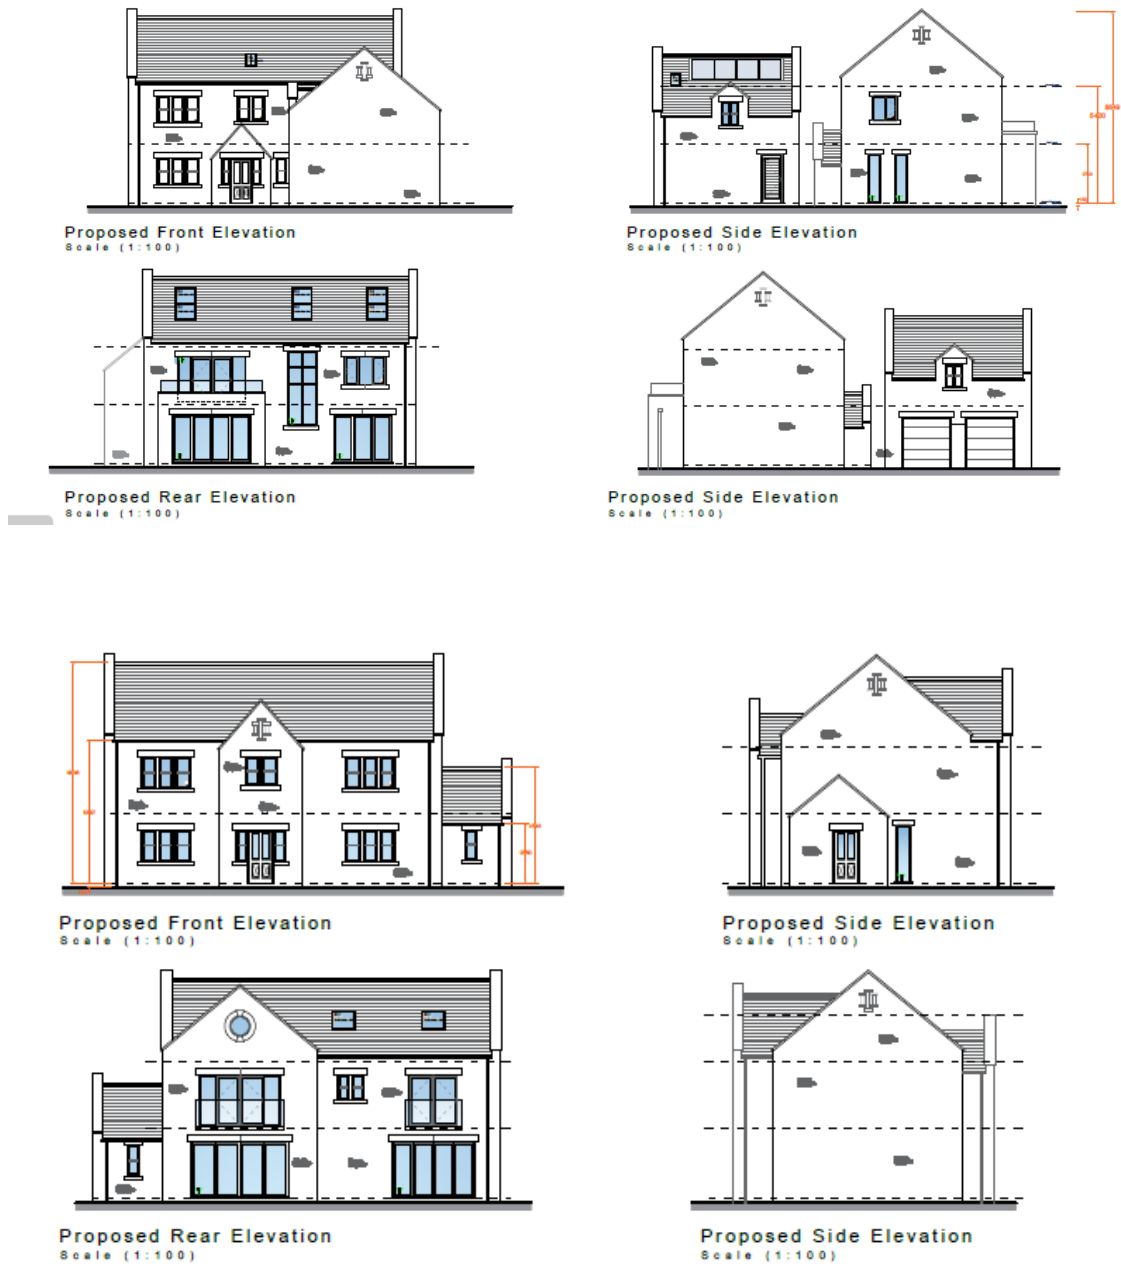 Proposed Front Elevation
Scale (1:100)
Proposed Side Elevation
Scale (1:100)
Proposed Rear Elevation
Scale (1:100)
Proposed Side Elevation
Scale (1:100)
Proposed Front Elevation
Scale (1:100)
Proposed Side Elevation
Scale (1:100)
Proposed Rear Elevation
Scale (1:100)
Proposed Side Elevation
Scale (1:100)